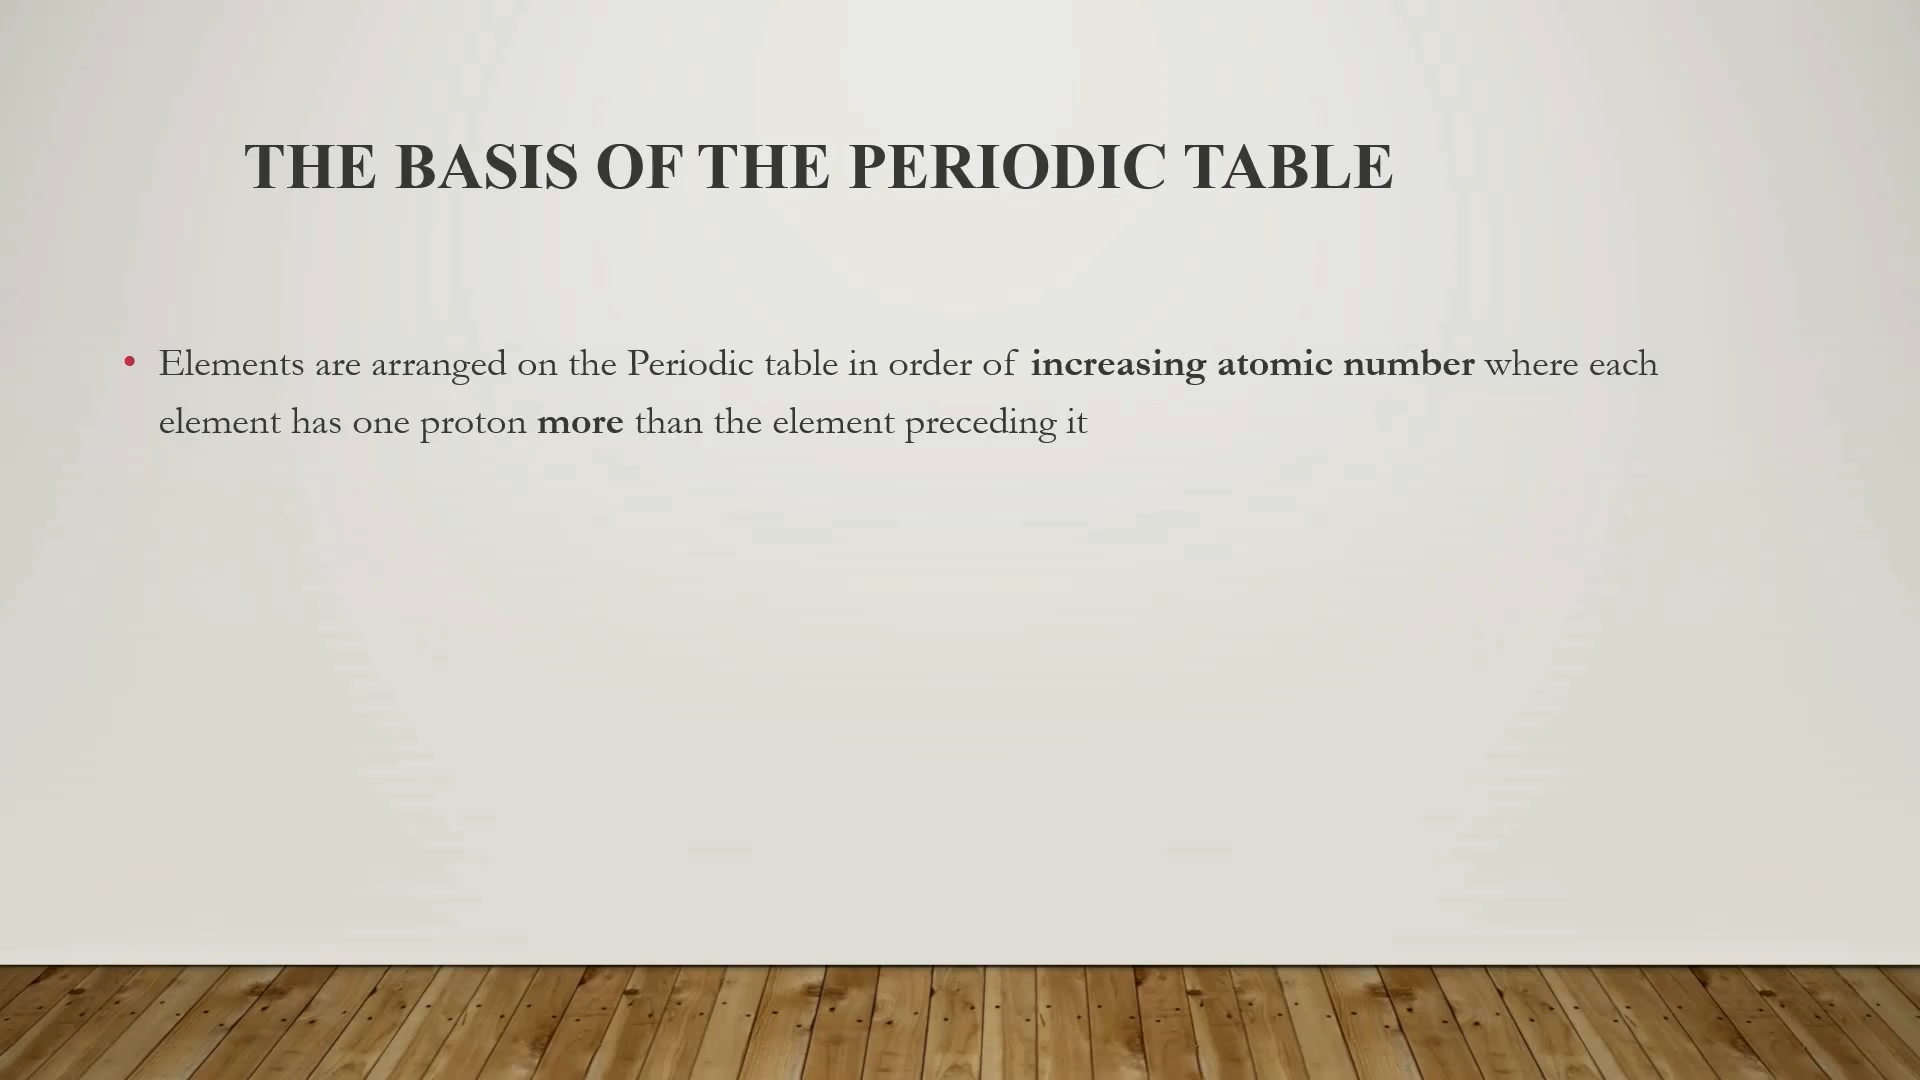 THE BASIS OF THE PERIODIC TABLE
• Elements are arranged on the Periodic table in order of increasing atomic number where each
element has one proton more than the element preceding it